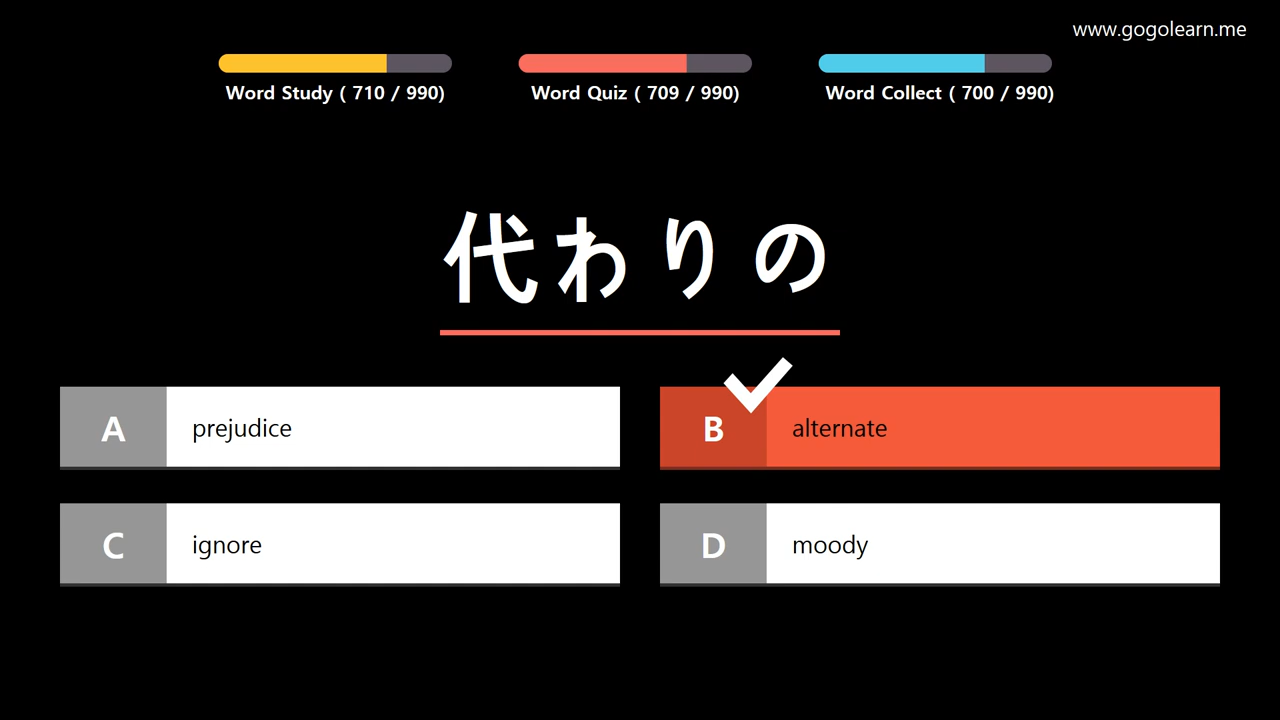 www.gogolearn.me
Word Study ( 710 / 990)
Word Quiz ( 709 / 990)
Word Collect ( 700 / 990)
代わりの
A prejudice
B alternate
C ignore
D moody